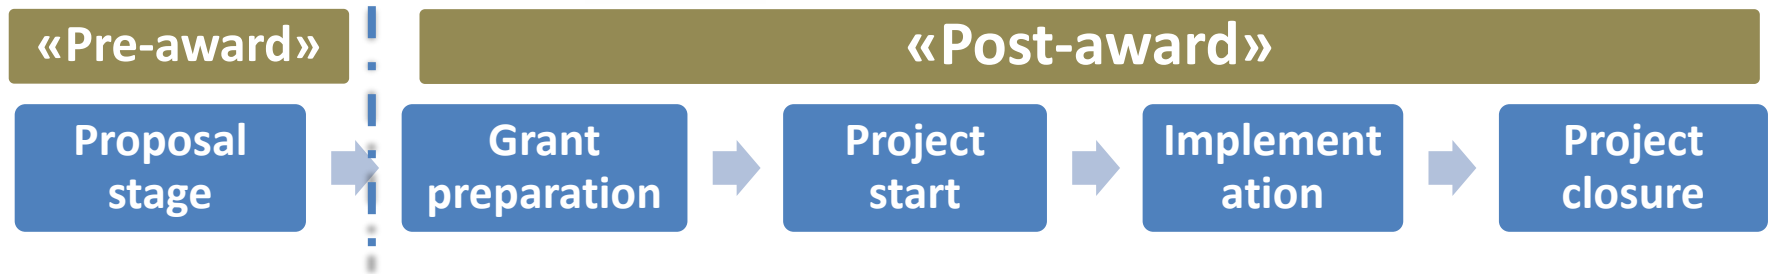 «Pre-award»
«Post-award»
Proposal
stage
Grant
preparation
Project
start
Implement
ation
Project
closure